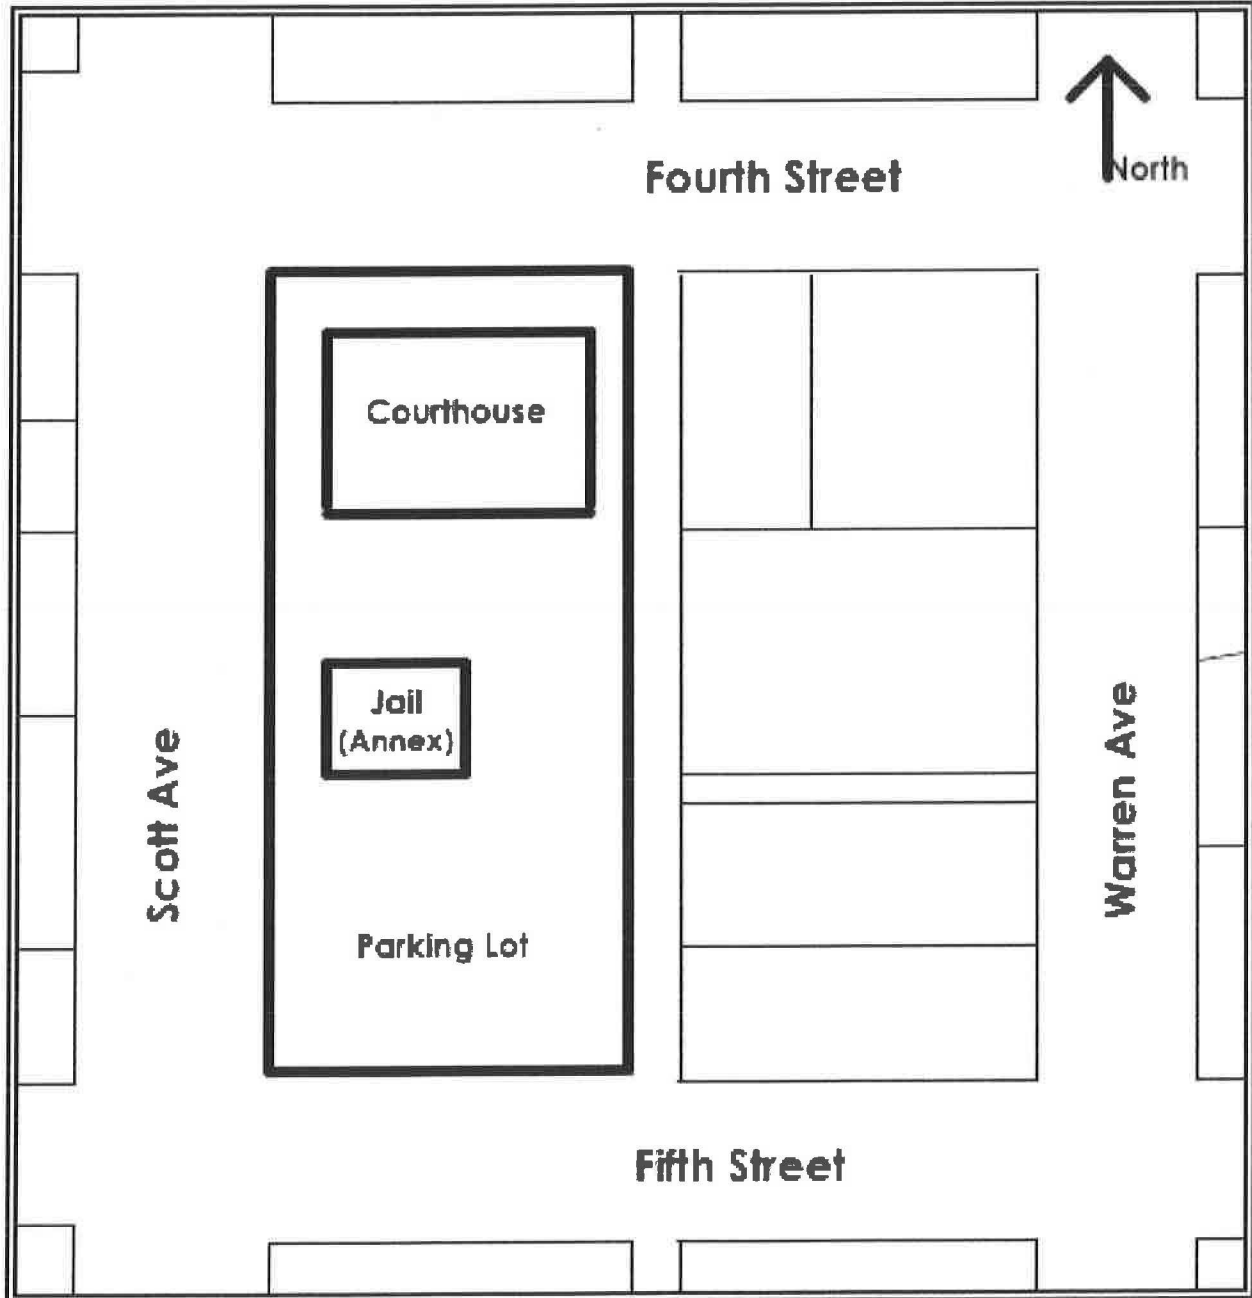 Fourth Street
North
Courthouse
Jail
(Annex)
Scott Ave
Warren Ave
Parking Lot
Fifth Street